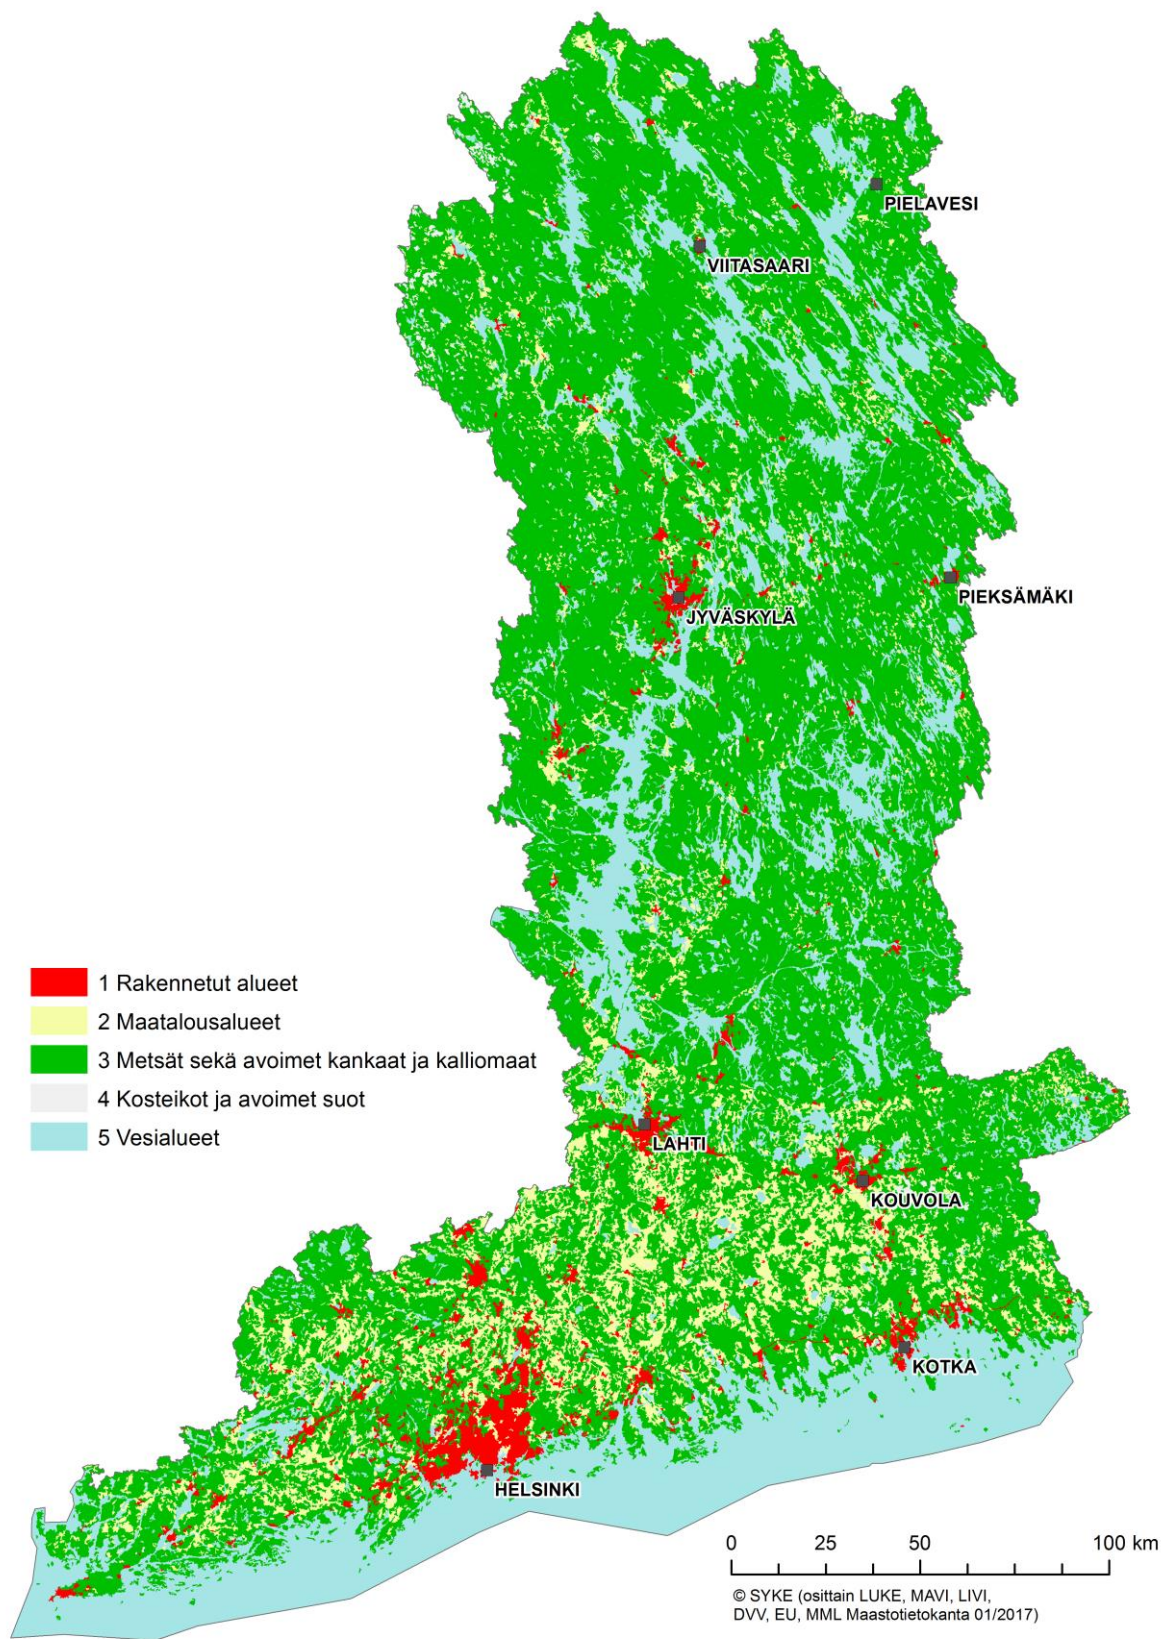 PIELAVESI
VIITASAARI
PIEKSÄMÄKI
JYVÄSKYLÄ
1 Rakennetut alueet
2 Maatalousalueet
3 Metsät sekä avoimet kankaat ja kalliomaat
4 Kosteikot ja avoimet suot
5 Vesialueet
LAHTI
KOUVOLA
KOTKA
HELSINKI
0 25 50 100 km
© SYKE (osittain LUKE, MAVI, LIVI,
DVV, EU, MML Maastotietokanta 01/2017)